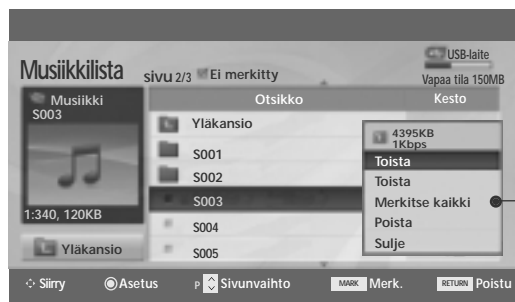 USB-laite
Musiikkilista sivu 2/3 Ei merkitty
Vapaa tila 150MB
Musiikki
S003
Otsikko Kesto
Yläkansio
S001
S002
S003
S004
S005
4395KB
1Kbps
Toista
Toista
Merkitse kaikki
Poista
Sulje
1:340, 120KB
Yläkansio
Siirry Asetus P Sivunvaihto MARK Merk. RETURN Poistu